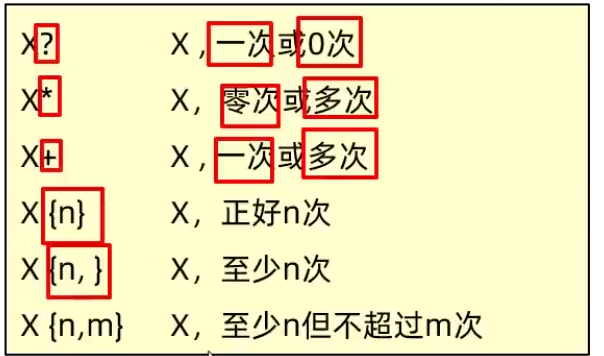 X?	X , 一次或0次
X*	X，零次或多次
X+	X , 一次或多次
X {n}	X，正好n次
X {n, }	X，至少n次
X {n,m}	X，至少n但不超过m次